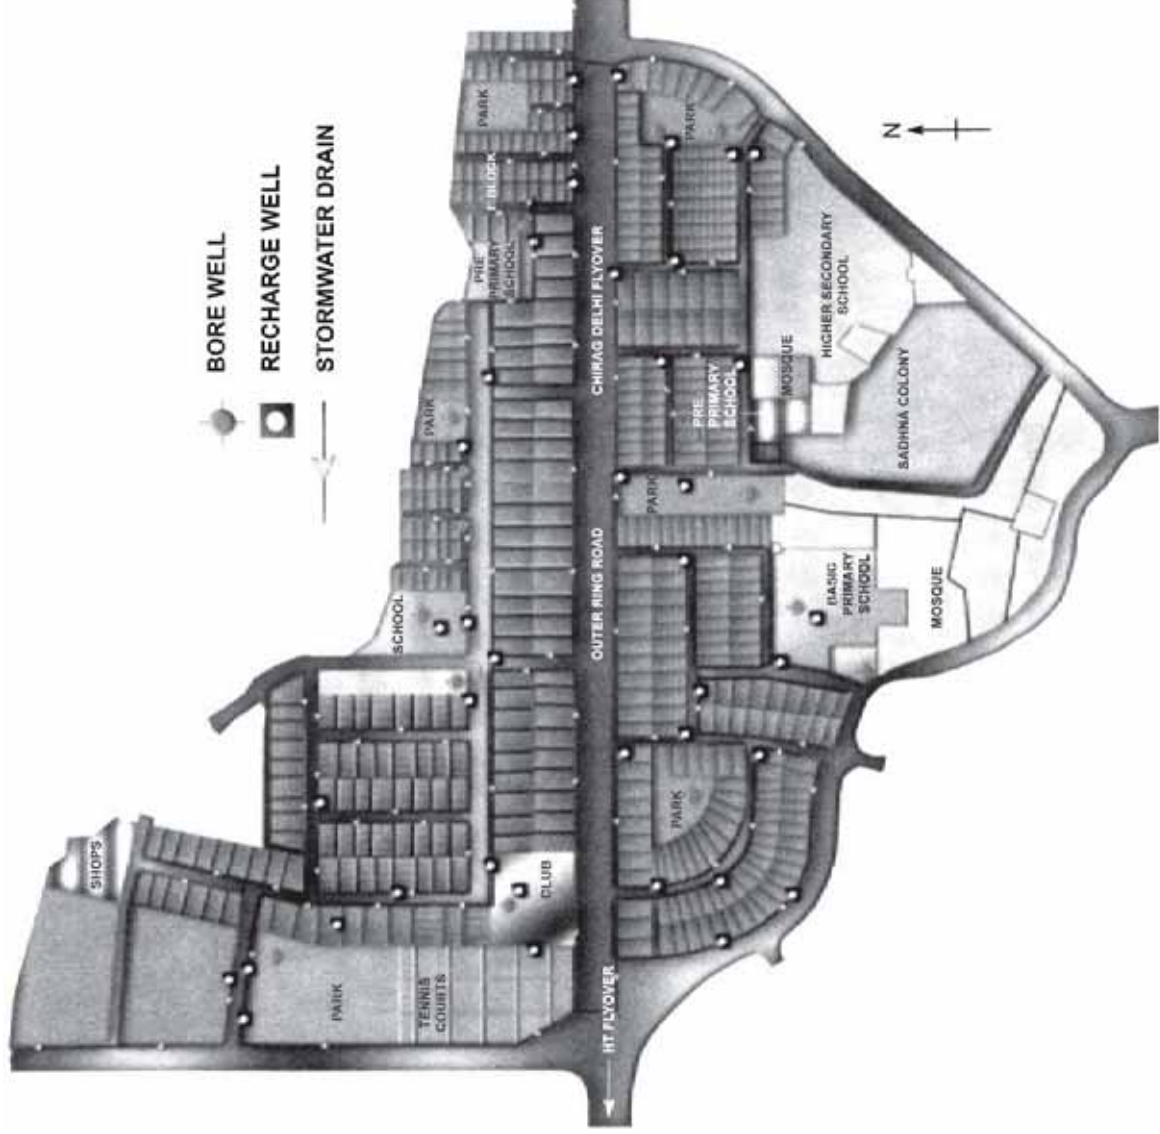 BORE WELL
RECHARGE WELL
STORMWATER DRAIN
N
SHOPS
PARK
TENNIS
COURTS
CLUB
SCHOOL
PARK
PRE
PRIMARY
SCHOOL
BLOCK
PARK
HT FLYOVER
OUTER RING ROAD
CHIRAG DELHI FLYOVER
PARK
PARK
PRE
PRIMARY
SCHOOL
PARK
BASIC
PRIMARY
SCHOOL
MOSQUE
MOSQUE
HIGHER SECONDARY
SCHOOL
SADHNA COLONY